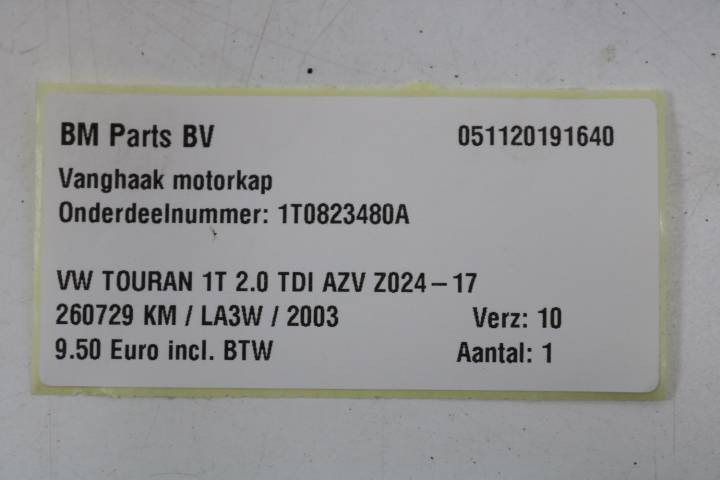 BM Parts BV 051120191640
Vanghaak motorkap
Onderdeelnummer: 1T0823480A
VW TOURAN 1T 2.0 TDI AZV Z024-17
260729 KM / LA3W / 2003 Verz: 10
9.50 Euro incl. BTW Aantal: 1